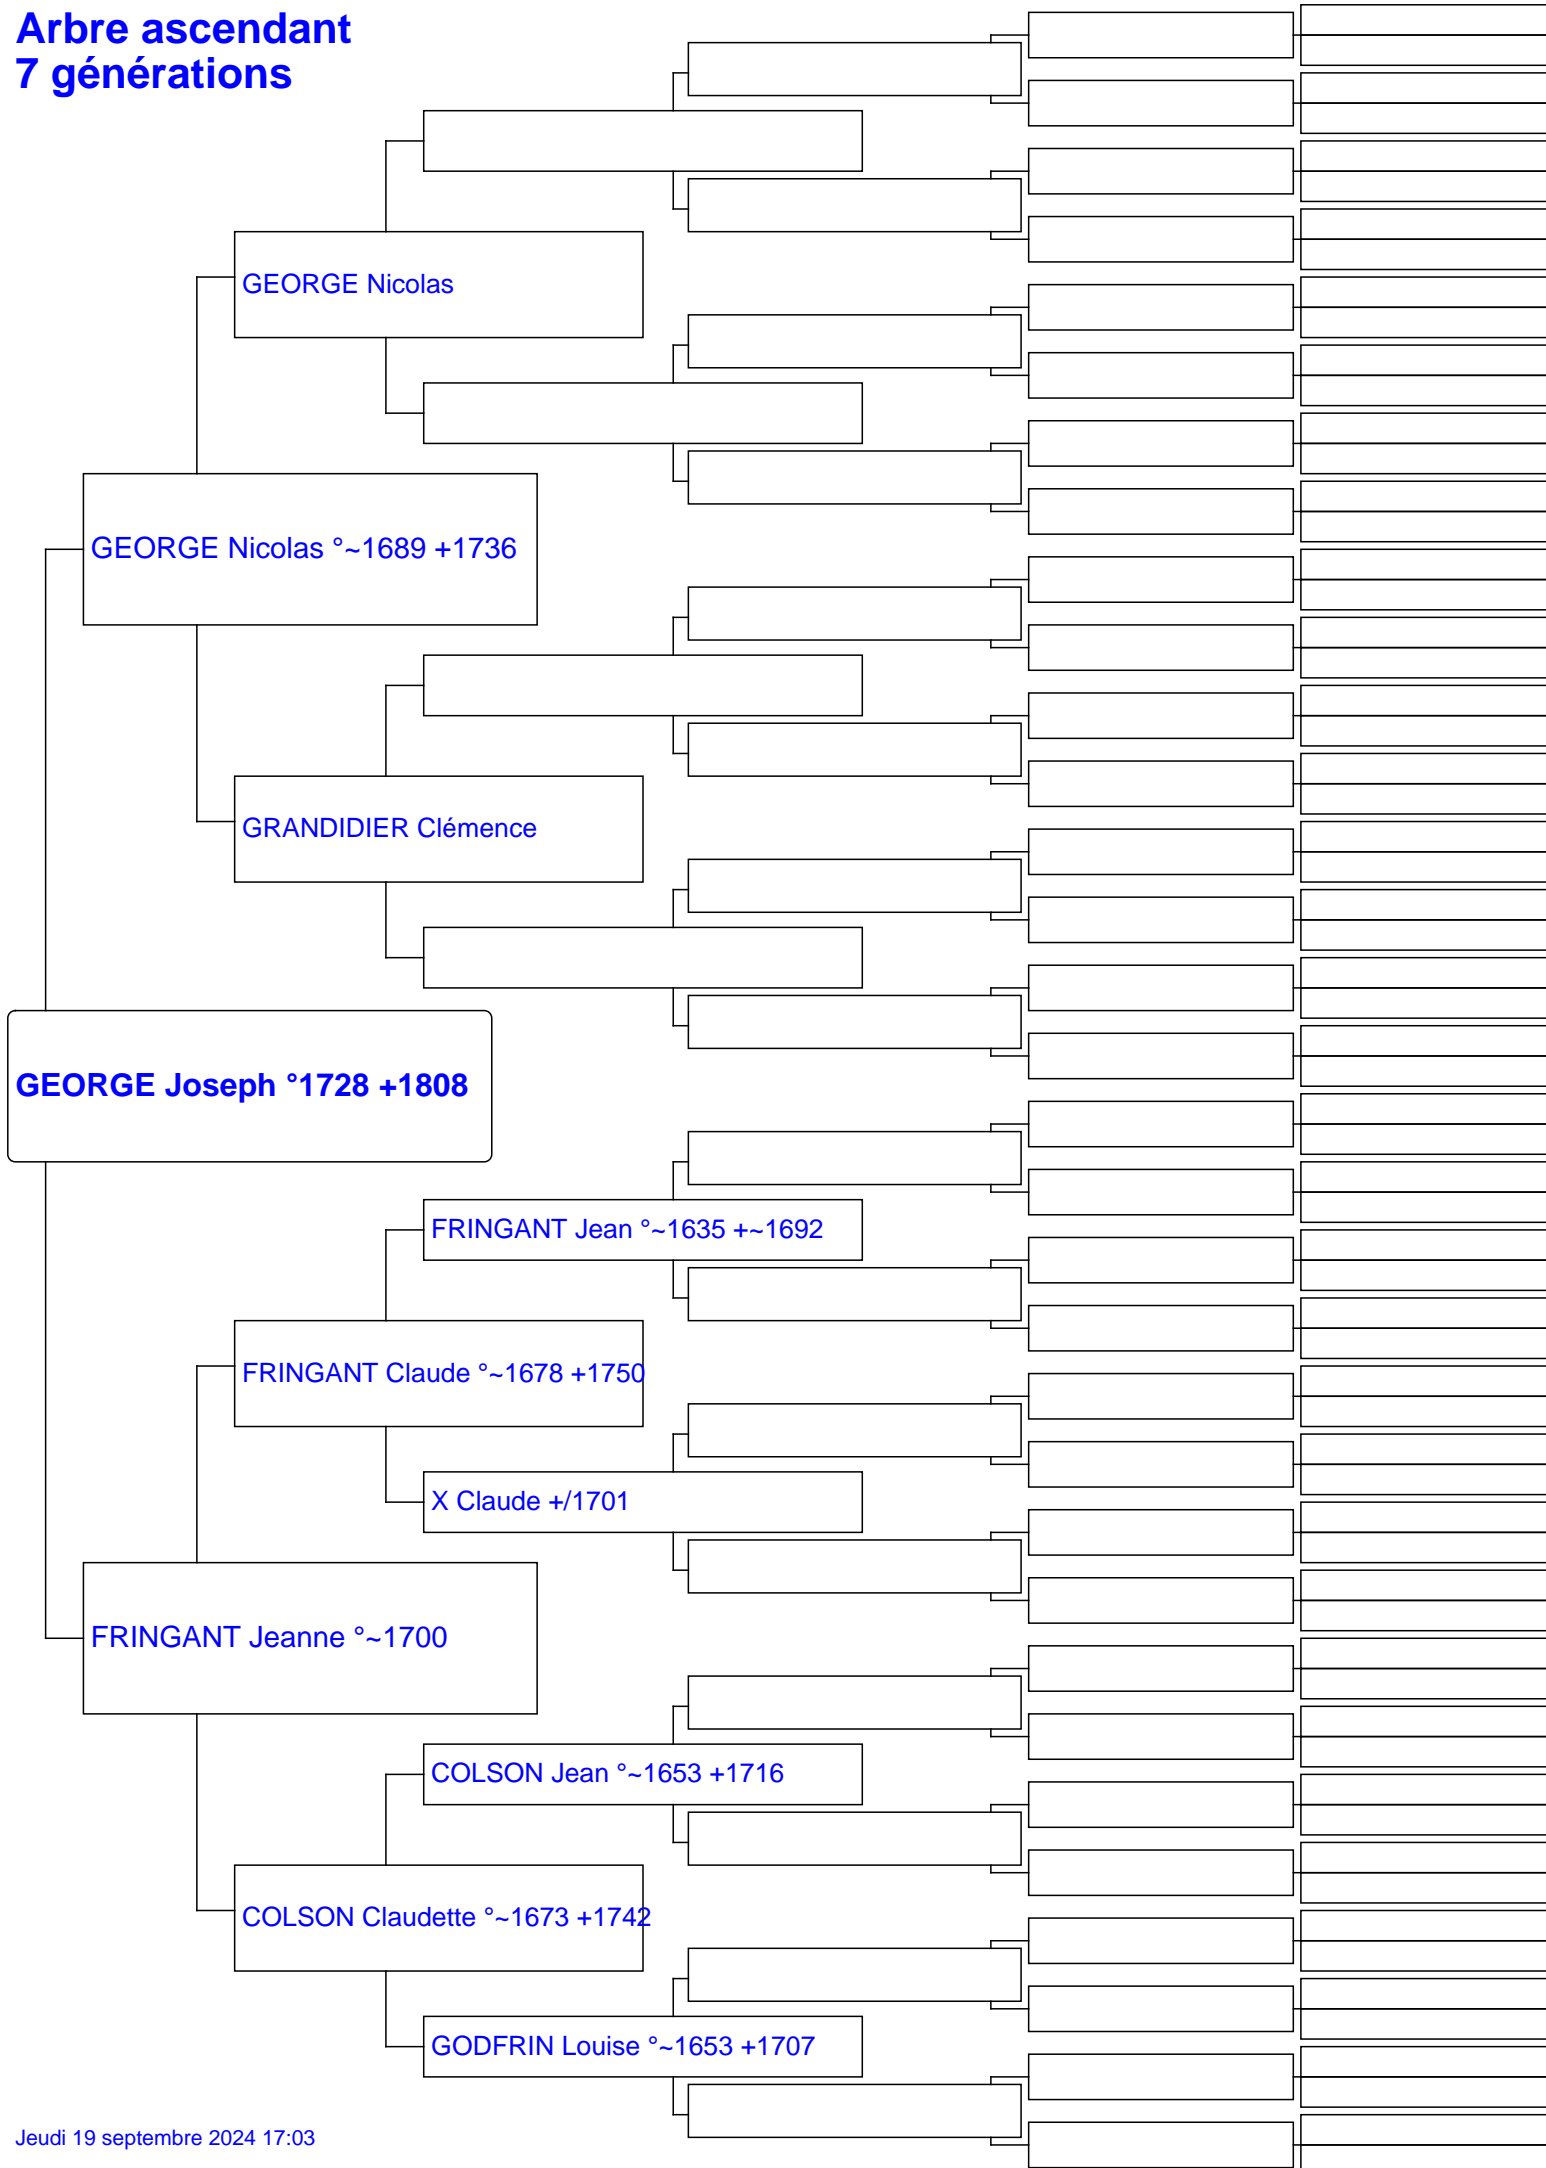 Arbre ascendant
7 générations
GEORGE Nicolas
GEORGE Nicolas °~1689 +1736
GRANDIDIER Clémence
GEORGE Joseph °1728 +1808
FRINGANT Jean °~1635 +~1692
FRINGANT Claude °~1678 +1750
X Claude +/1701
FRINGANT Jeanne °~1700
COLSON Jean °~1653 +1716
COLSON Claudette °~1673 +1742
GODFRIN Louise °~1653 +1707
Jeudi 19 septembre 2024 17:03